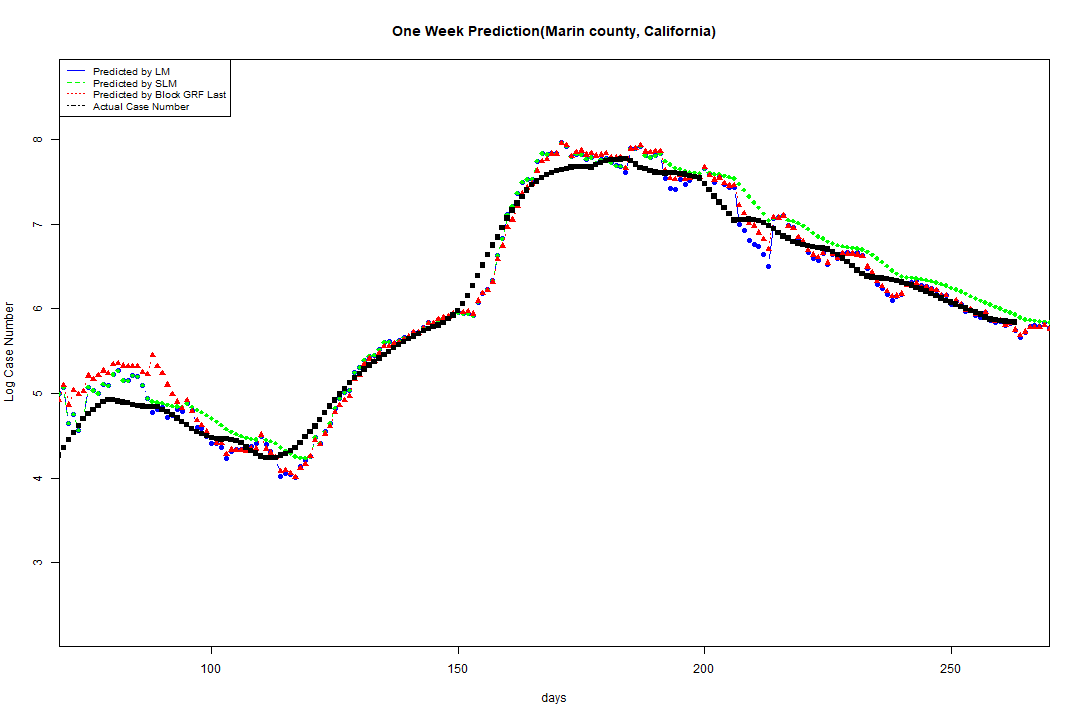 One Week Prediction(Marin county, California)
Predicted by LM
Predicted by SLM
Predicted by Block GRF Last
Actual Case Number
Log Case Number
8
7
6
5
4
3
100 150 200 250
days